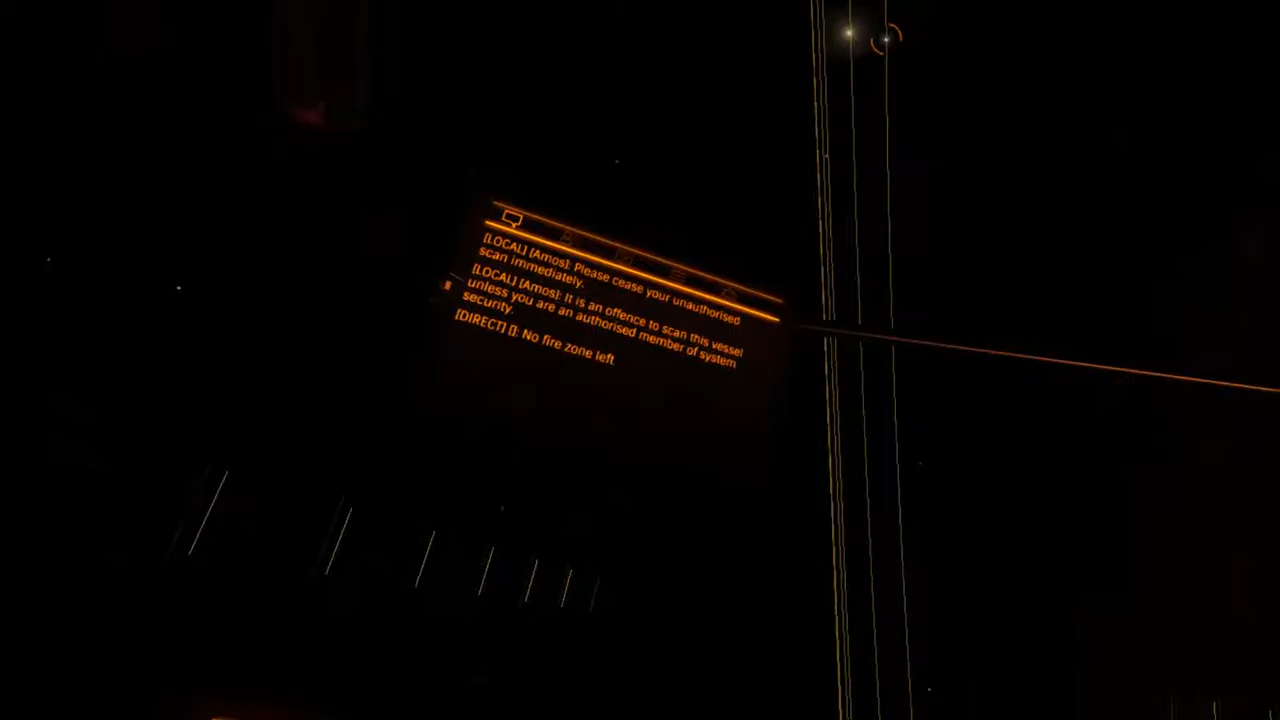 [LOCAL] [Amos]: Please cease your unauthorised
scan immediately.
[LOCAL] [Amos]: It is an offence to scan this vessel
unless you are an authorised member of system
security.
[DIRECT] []: No fire zone left